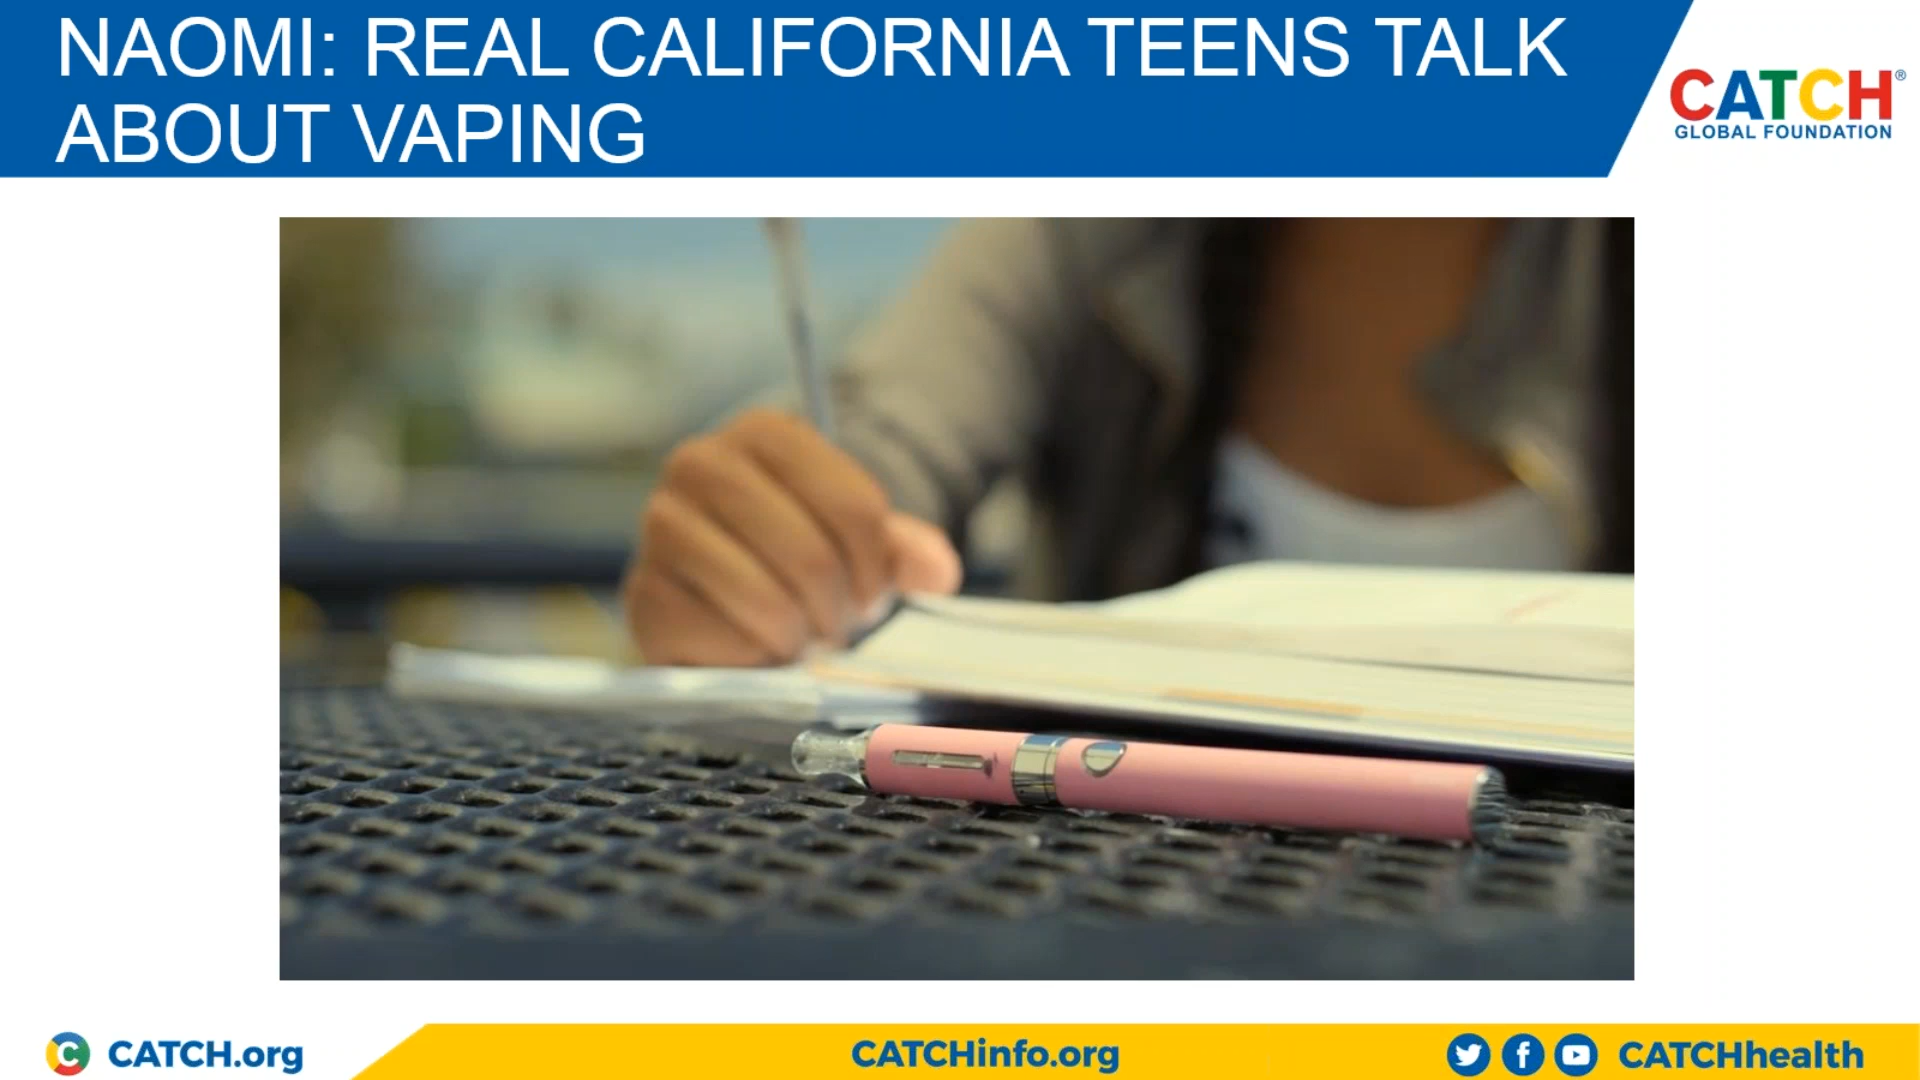 NAOMI: REAL CALIFORNIA TEENS TALK
ABOUT VAPING
CATCH®
GLOBAL FOUNDATION
C CATCH.org
CATCHinfo.org
CATCHhealth